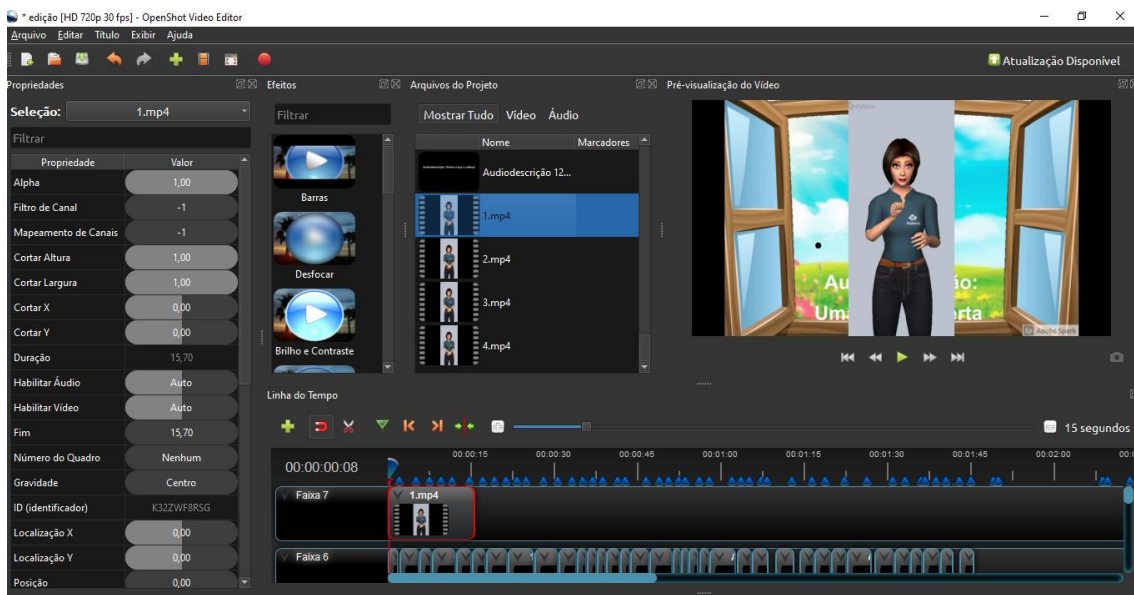 * edição [HD 720p 30 fps] - OpenShot Video Editor
Arquivo Editar Título Exibir Ajuda
Atualização Disponível
Propriedades
Seleção: 1.mp4
Filtrar
Propriedade Valor
Alpha 1,00
Filtro de Canal -1
Mapeamento de Canais -1
Cortar Altura 1,00
Cortar Largura 1,00
Cortar X 0,00
Cortar Y 0,00
Duração 15,70
Habilitar Áudio Auto
Habilitar Vídeo Auto
Fim 15,70
Número do Quadro Nenhum
Gravidade Centro
ID (identificador) K32ZWF8RSG
Localização X 0,00
Localização Y 0,00
Posição 0,00
Efeitos
Filtrar
Barras
Desfocar
Brilho e Contraste
Arquivos do Projeto
Mostrar Tudo Vídeo Áudio
Nome Marcadores
Audiodescrição 12...
1.mp4
2.mp4
3.mp4
4.mp4
Pré-visualização do Vídeo
Au ão:
Um erta
Sp Adobe Spark
Linha do Tempo
15 segundos
00:00:00:08
00:00:15 00:00:30 00:00:45 00:01:00 00:01:15 00:01:30 00:01:45 00:02:00
Faixa 7
1.mp4
Faixa 6